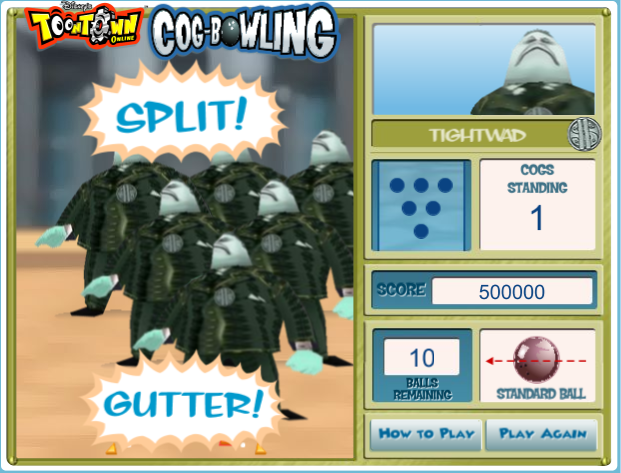 Disney's
TOONTOWN
ONLINE
COG-BOWLING
SPLIT!
GUTTER!
TIGHTWAD
COGS
STANDING
1
SCORE 500000
10
BALLS
REMAINING
STANDARD BALL
HOW TO PLAY
PLAY AGAIN